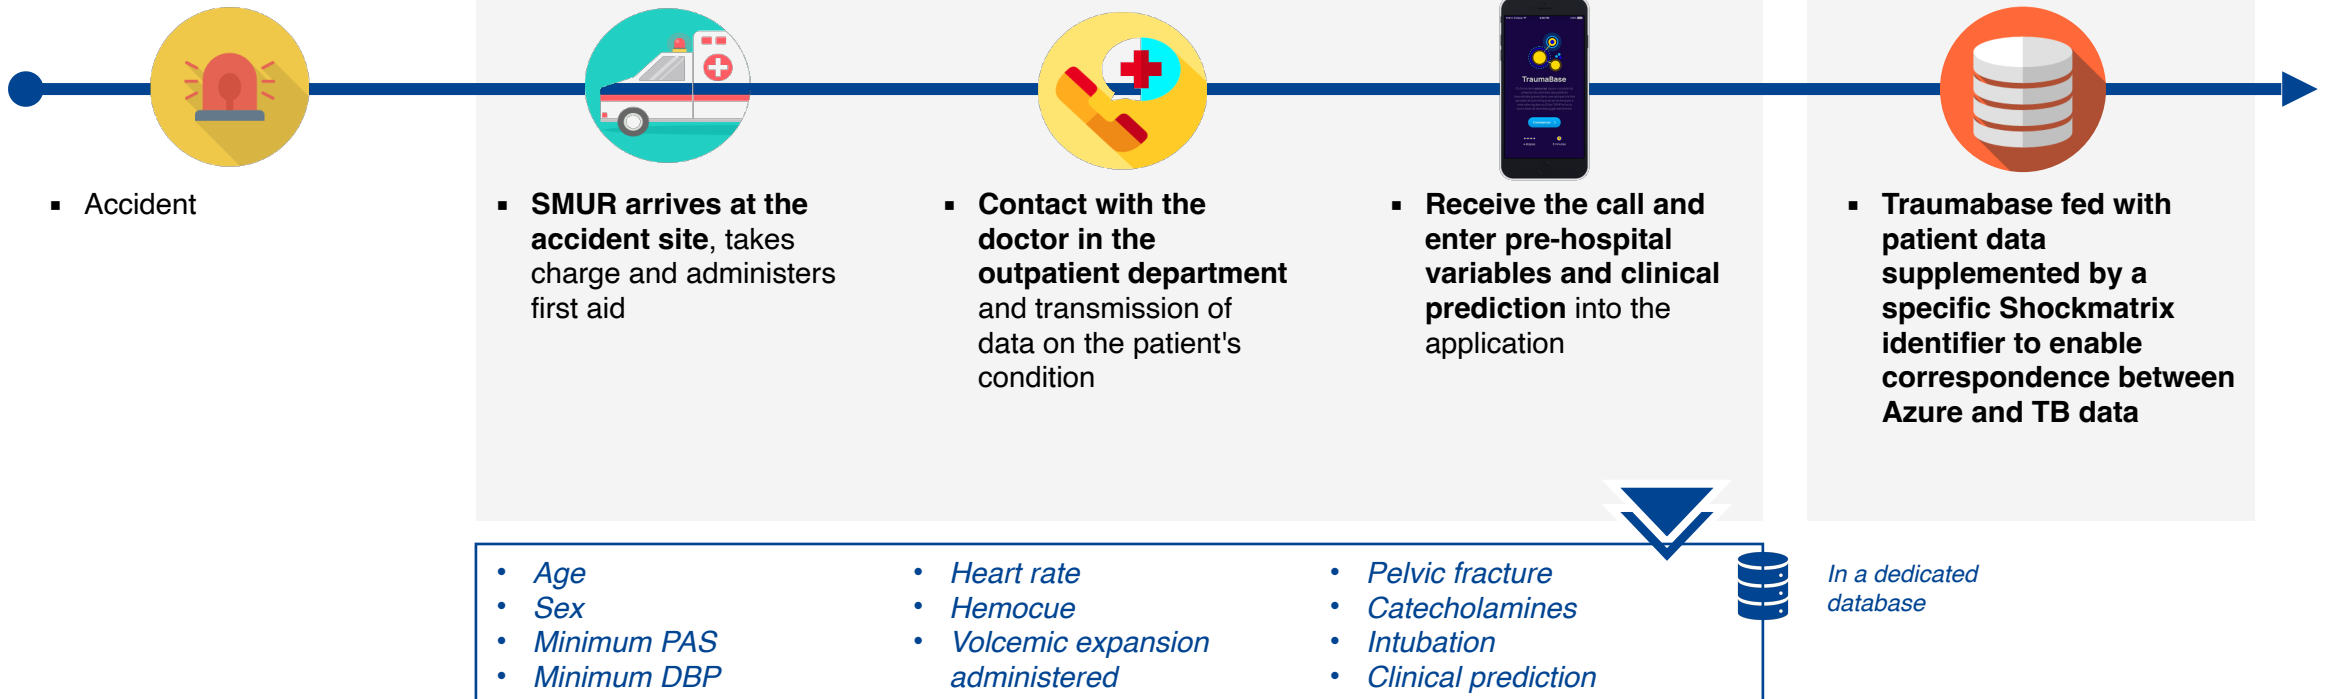 TraumaBase
▪ Accident
▪ SMUR arrives at the
accident site, takes
charge and administers
first aid
▪ Contact with the
doctor in the
outpatient department
and transmission of
data on the patient's
condition
▪ Receive the call and
enter pre-hospital
variables and clinical
prediction into the
application
▪ Traumabase fed with
patient data
supplemented by a
specific Shockmatrix
identifier to enable
correspondence between
Azure and TB data
• Age
• Sex
• Minimum PAS
• Minimum DBP
• Heart rate
• Hemocue
• Volcemic expansion
administered
• Pelvic fracture
• Catecholamines
• Intubation
• Clinical prediction
In a dedicated
database